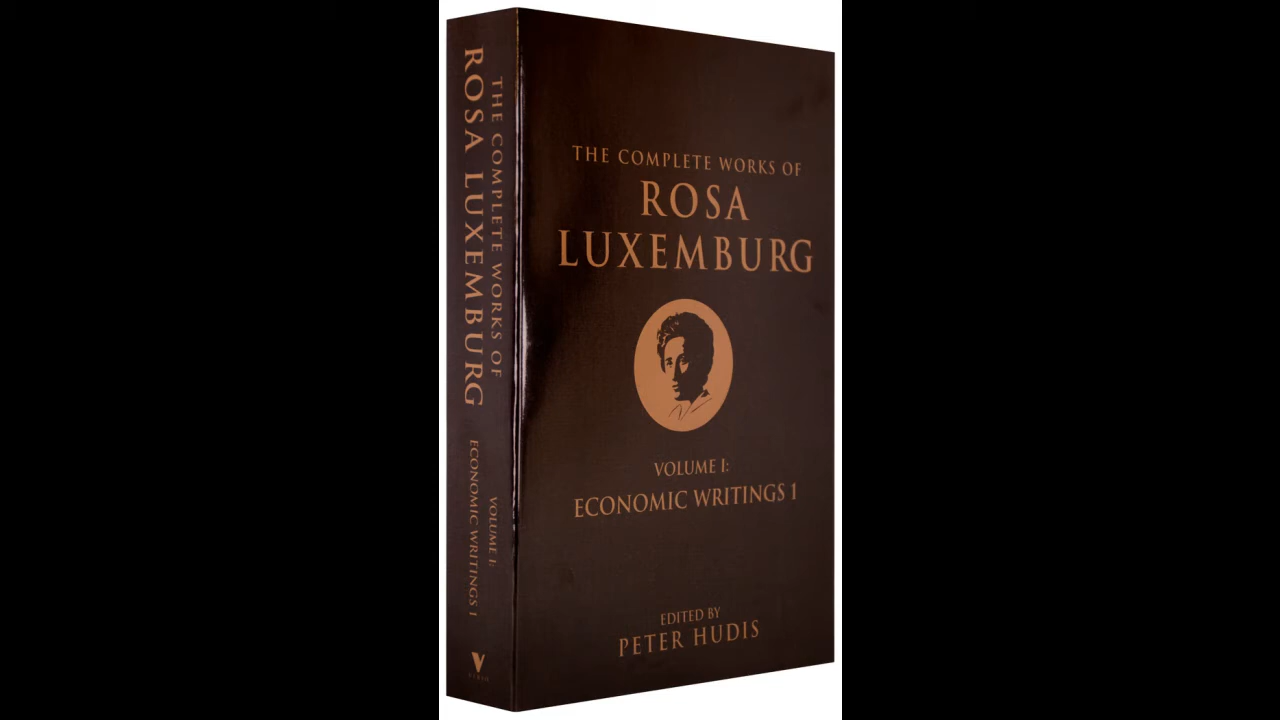 THE COMPLETE WORKS OF
ROSA LUXEMBURG
VOLUME I:
ECONOMIC WRITINGS 1
V
VERSO
THE COMPLETE WORKS OF
ROSA
LUXEMBURG
VOLUME I:
ECONOMIC WRITINGS 1
EDITED BY
PETER HUDIS